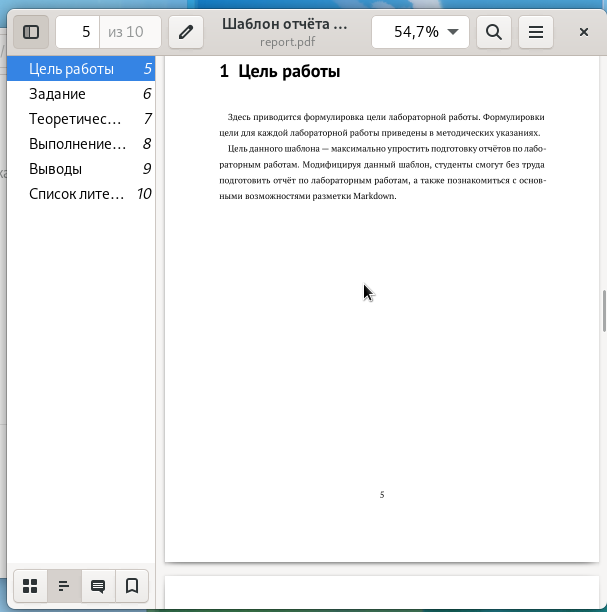 5 из 10
Шаблон отчёта ...
report.pdf
54,7%
Цель работы 5
Задание 6
Теоретичес... 7
Выполнение... 8
Выводы 9
Список лите... 10
1 Цель работы
Здесь приводится формулировка цели лабораторной работы. Формулировки
цели для каждой лабораторной работы приведены в методических указаниях.
Цель данного шаблона — максимально упростить подготовку отчётов по лабо-
раторным работам. Модифицируя данный шаблон, студенты смогут без труда
подготовить отчёт по лабораторным работам, а также познакомиться с основ-
ными возможностями разметки Markdown.
5